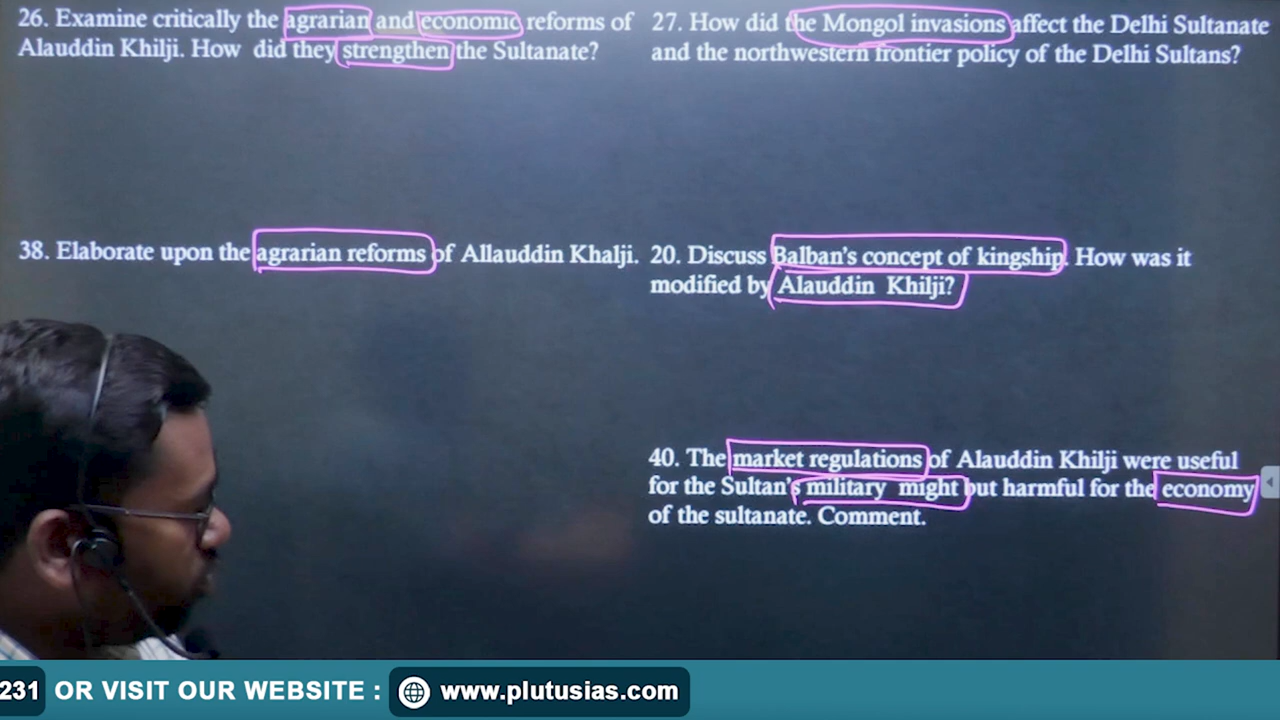 26. Examine critically the agrarian and economic reforms of
Alauddin Khilji. How did they strengthen the Sultanate?
27. How did the Mongol invasions affect the Delhi Sultanate
and the northwestern frontier policy of the Delhi Sultans?
38. Elaborate upon the agrarian reforms of Allauddin Khalji.
20. Discuss Balban's concept of kingship. How was it
modified by Alauddin Khilji?
40. The market regulations of Alauddin Khilji were useful
for the Sultan's military might but harmful for the economy
of the sultanate. Comment.
231 OR VISIT OUR WEBSITE : www.plutusias.com